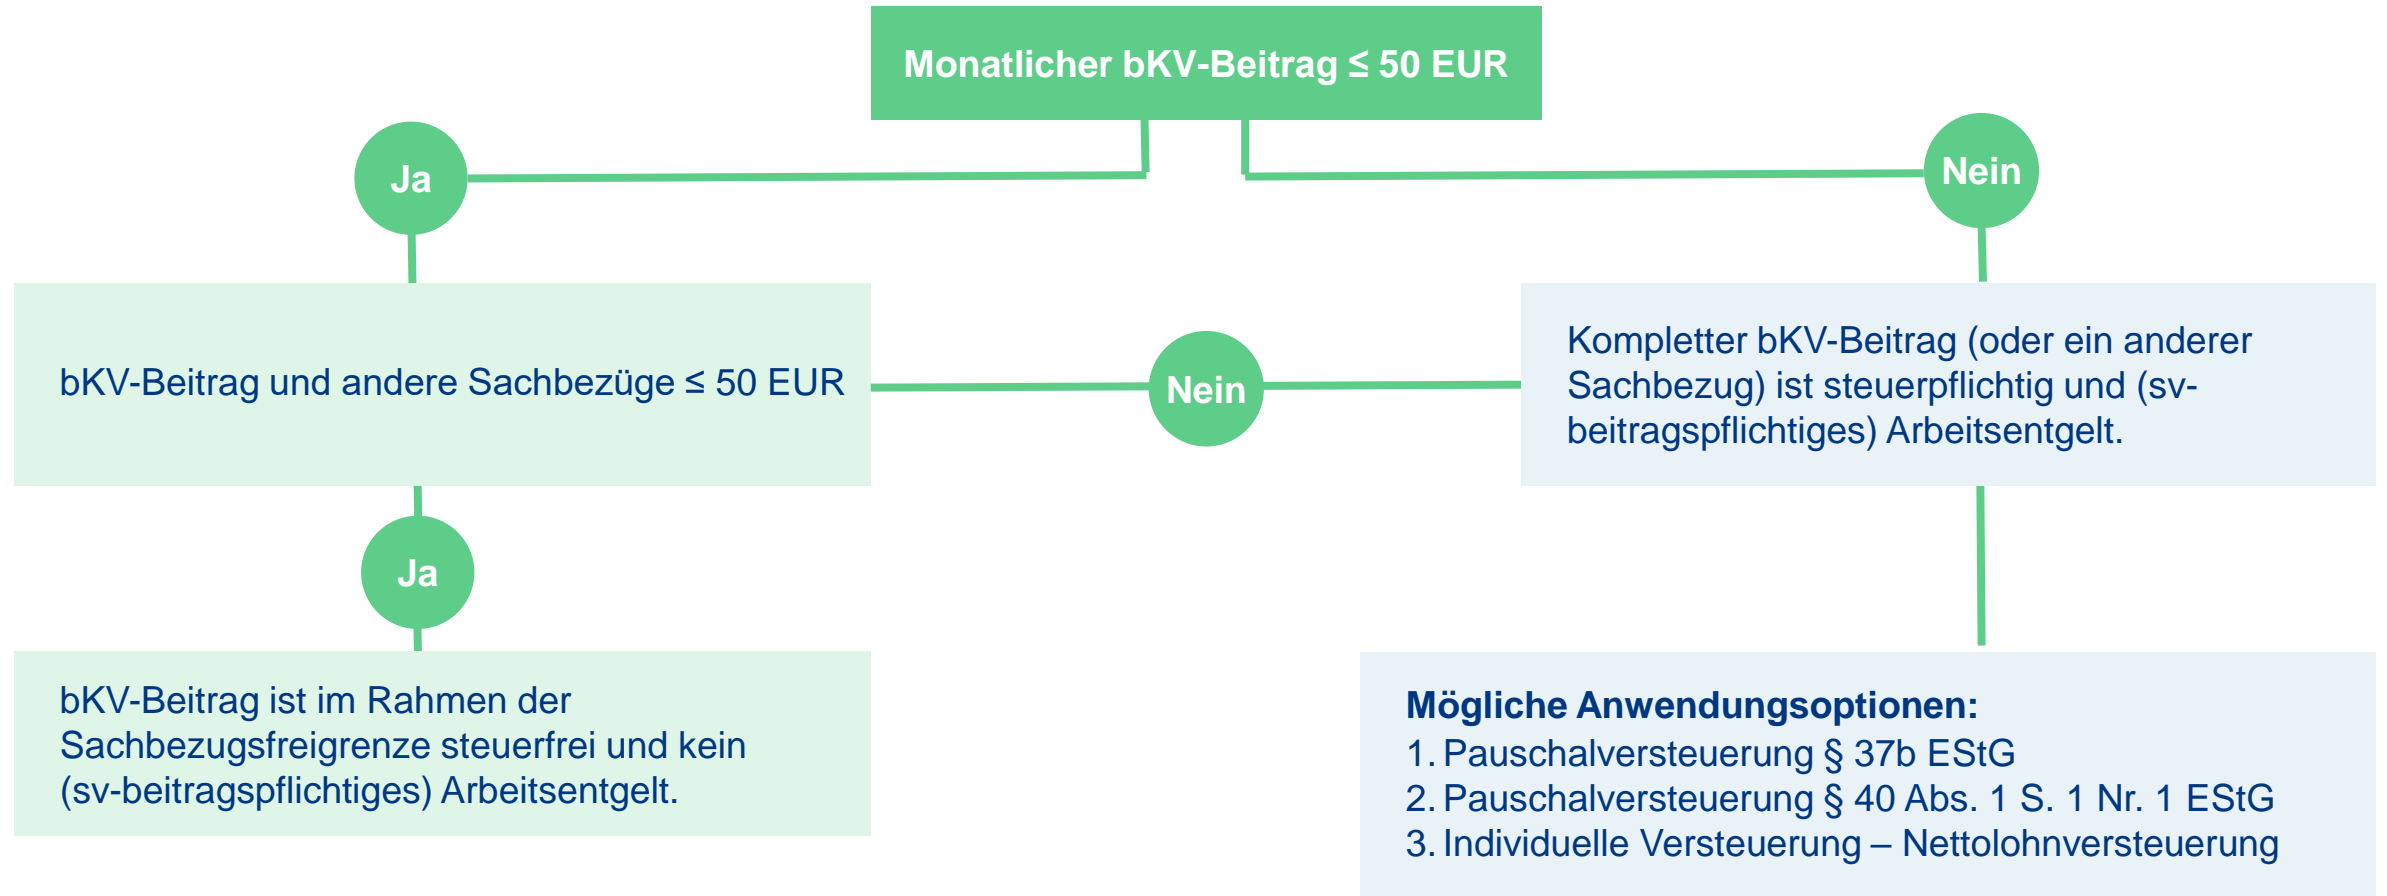 Monatlicher bKV-Beitrag ≤ 50 EUR
Ja
Nein
bKV-Beitrag und andere Sachbezüge ≤ 50 EUR
Nein
Kompletter bKV-Beitrag (oder ein anderer
Sachbezug) ist steuerpflichtig und (sv-
beitragspflichtiges) Arbeitsentgelt.
Ja
bKV-Beitrag ist im Rahmen der
Sachbezugsfreigrenze steuerfrei und kein
(sv-beitragspflichtiges) Arbeitsentgelt.
Mögliche Anwendungsoptionen:
1. Pauschalversteuerung § 37b EStG
2. Pauschalversteuerung § 40 Abs. 1 S. 1 Nr. 1 EStG
3. Individuelle Versteuerung – Nettolohnversteuerung